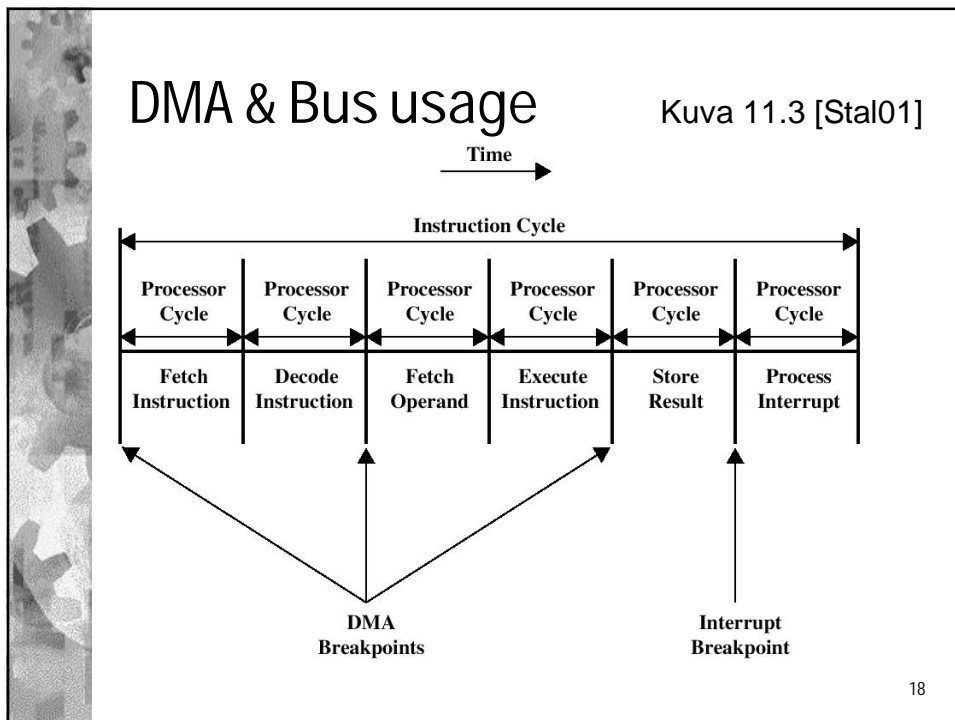 DMA & Bus usage
Kuva 11.3 [Stal01]
Time
Instruction Cycle
Processor Processor Processor Processor Processor Processor
Cycle Cycle Cycle Cycle Cycle Cycle
Fetch Decode Fetch Execute Store Process
Instruction Instruction Operand Instruction Result Interrupt
DMA Interrupt
Breakpoints Breakpoint
18